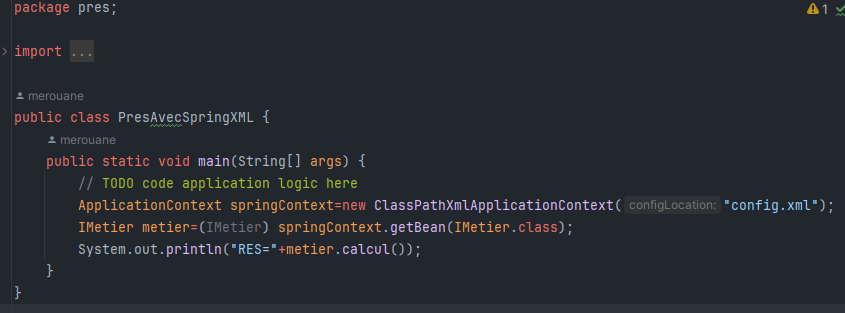 package pres;
1
import ...
merouane
public class PresAvecSpringXML {
merouane
public static void main(String[] args) {
// TODO code application logic here
ApplicationContext springContext=new ClassPathXmlApplicationContext( configLocation: "config.xml");
IMetier metier=(IMetier) springContext.getBean(IMetier.class);
System.out.println("RES="+metier.calcul());
}
}